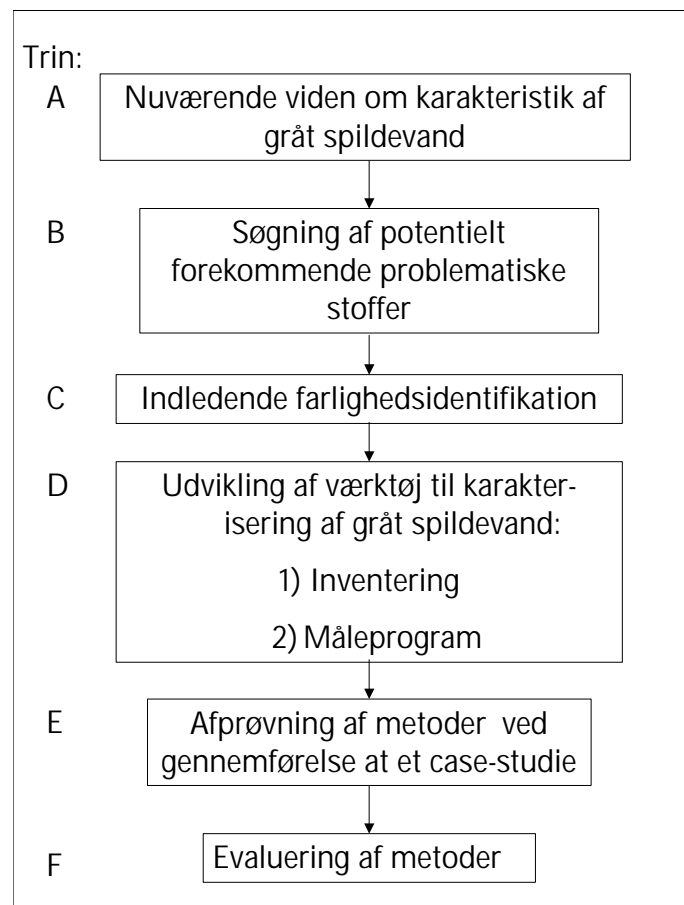 Trin:
A
Nuværende viden om karakteristik af
gråt spildevand
B
Søgning af potentielt
forekommende problematiske
stoffer
C
Indledende farlighedsidentifikation
D
Udvikling af værktøj til karakter-
isering af gråt spildevand:
1) Inventering
2) Måleprogram
E
Afprøvning af metoder ved
gennemførelse at et case-studie
F
Evaluering af metoder